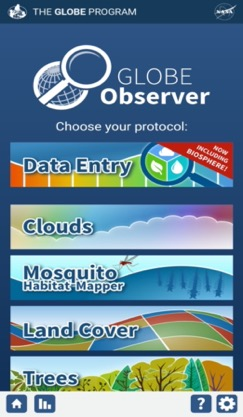 THE GLOBE PROGRAM
NASA
GLOBE
Observer
Choose your protocol:
Data Entry
NOW
INCLUDING
BIOSPHERE!
Clouds
Mosquito
Habitat Mapper
Land Cover
Trees
?